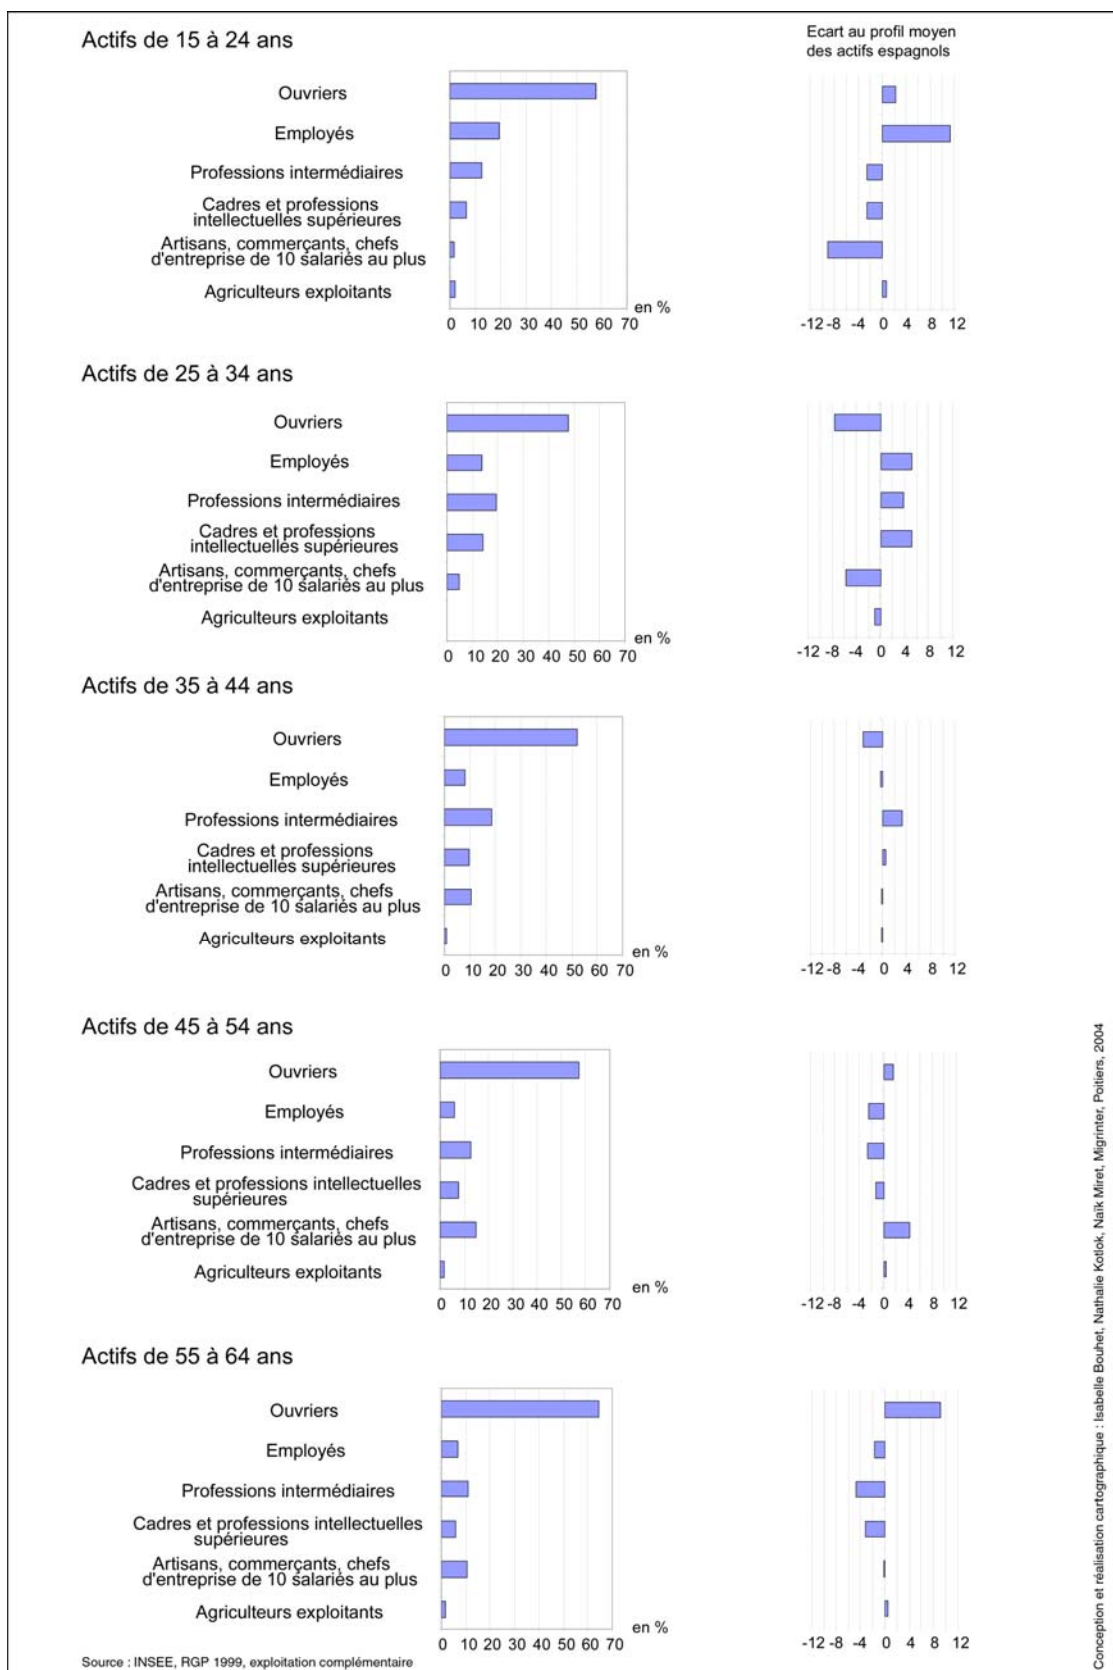 Actifs de 15 à 24 ans
Ecart au profil moyen
des actifs espagnols
Ouvriers
Employés
Professions intermédiaires
Cadres et professions
intellectuelles supérieures
Artisans, commerçants, chefs
d'entreprise de 10 salariés au plus
Agriculteurs exploitants
en %
0 10 20 30 40 50 60 70
-12 -8 -4 0 4 8 12
Actifs de 25 à 34 ans
Ouvriers
Employés
Professions intermédiaires
Cadres et professions
intellectuelles supérieures
Artisans, commerçants, chefs
d'entreprise de 10 salariés au plus
Agriculteurs exploitants
en %
0 10 20 30 40 50 60 70
-12 -8 -4 0 4 8 12
Actifs de 35 à 44 ans
Ouvriers
Employés
Professions intermédiaires
Cadres et professions
intellectuelles supérieures
Artisans, commerçants, chefs
d'entreprise de 10 salariés au plus
Agriculteurs exploitants
en %
0 10 20 30 40 50 60 70
-12 -8 -4 0 4 8 12
Actifs de 45 à 54 ans
Ouvriers
Employés
Professions intermédiaires
Cadres et professions intellectuelles
supérieures
Artisans, commerçants, chefs
d'entreprise de 10 salariés au plus
Agriculteurs exploitants
en %
0 10 20 30 40 50 60 70
-12 -8 -4 0 4 8 12
Actifs de 55 à 64 ans
Ouvriers
Employés
Professions intermédiaires
Cadres et professions intellectuelles
supérieures
Artisans, commerçants, chefs
d'entreprise de 10 salariés au plus
Agriculteurs exploitants
en %
0 10 20 30 40 50 60 70
-12 -8 -4 0 4 8 12
Source : INSEE, RGP 1999, exploitation complémentaire
Conception et réalisation cartographique : Isabelle Bouhet, Nathalie Kotlok, Naïk Miret, Migrinter, Poitiers, 2004